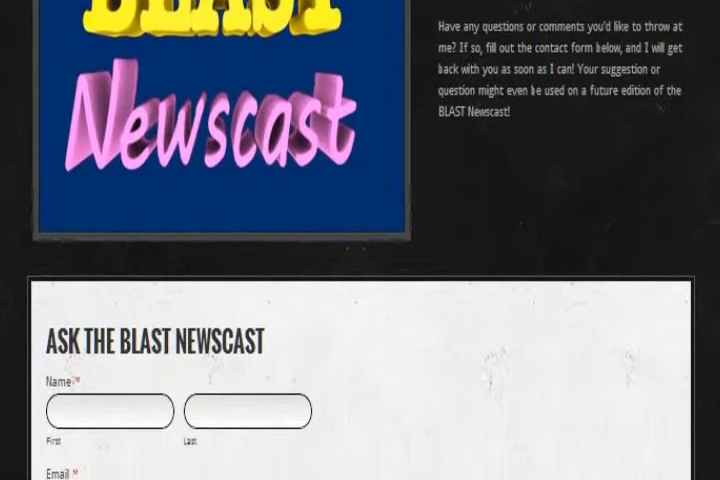 BLAST
Newscast
Have any questions or comments you'd like to throw at
me? If so, fill out the contact form below, and I will get
back with you as soon as I can! Your suggestion or
question might even be used on a future edition of the
BLAST Newscast!
ASK THE BLAST NEWSCAST
Name *
First Last
Email *